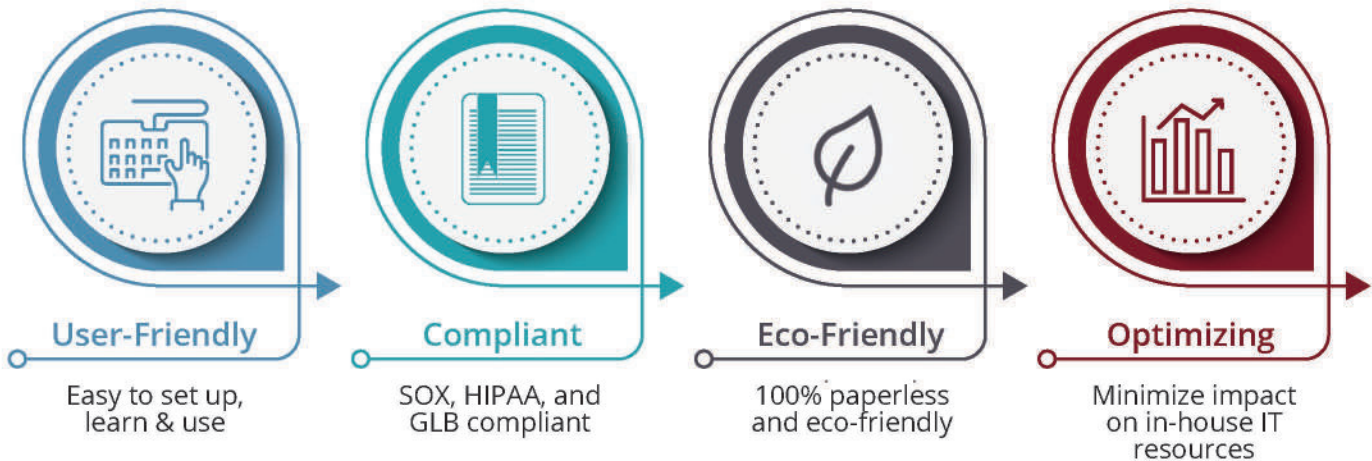 User-Friendly
Easy to set up,
learn & use
Compliant
SOX, HIPAA, and
GLB compliant
Eco-Friendly
100% paperless
and eco-friendly
Optimizing
Minimize impact
on in-house IT
resources